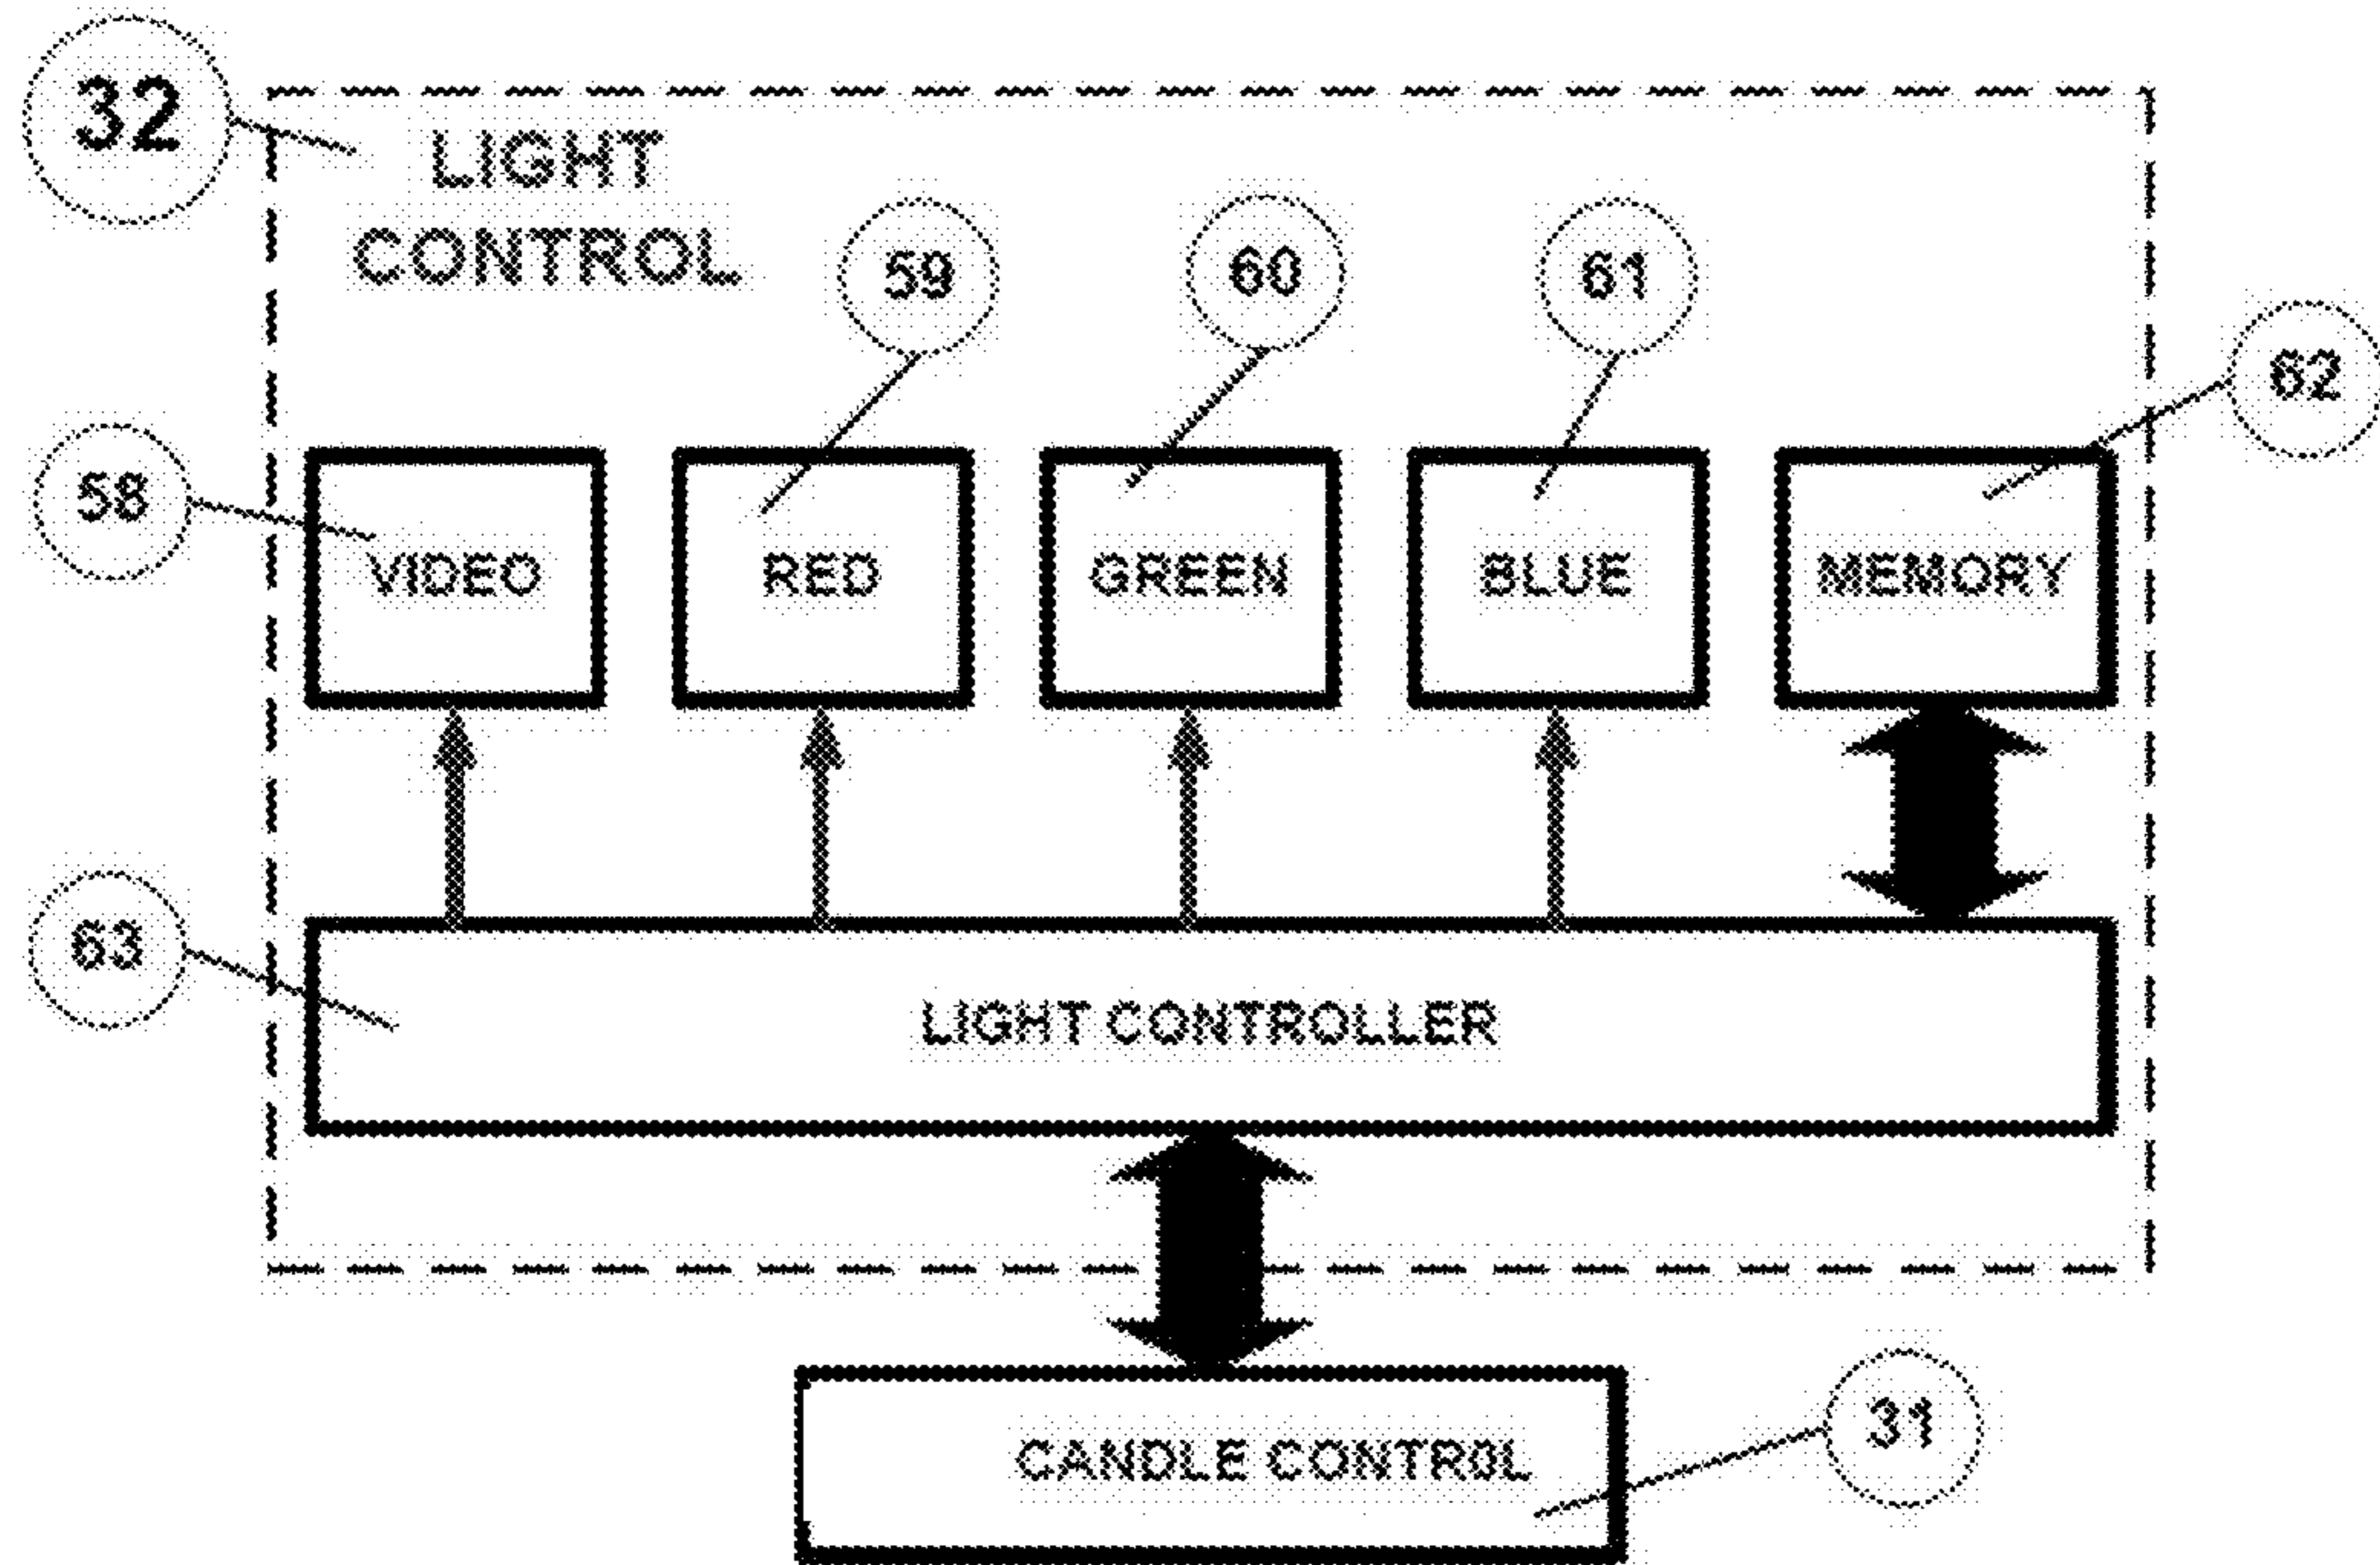 32
LIGHT
CONTROL
59
60
61
62
58
VIDEO
RED
GREEN
BLUE
MEMORY
63
LIGHT CONTROLLER
CANDLE CONTROL
31